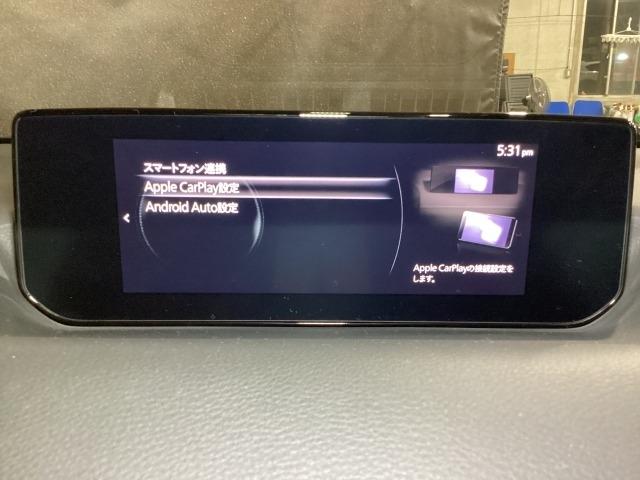 5:31 pm
スマートフォン連携
Apple CarPlay設定
Android Auto設定
Apple CarPlayの接続設定を
します。